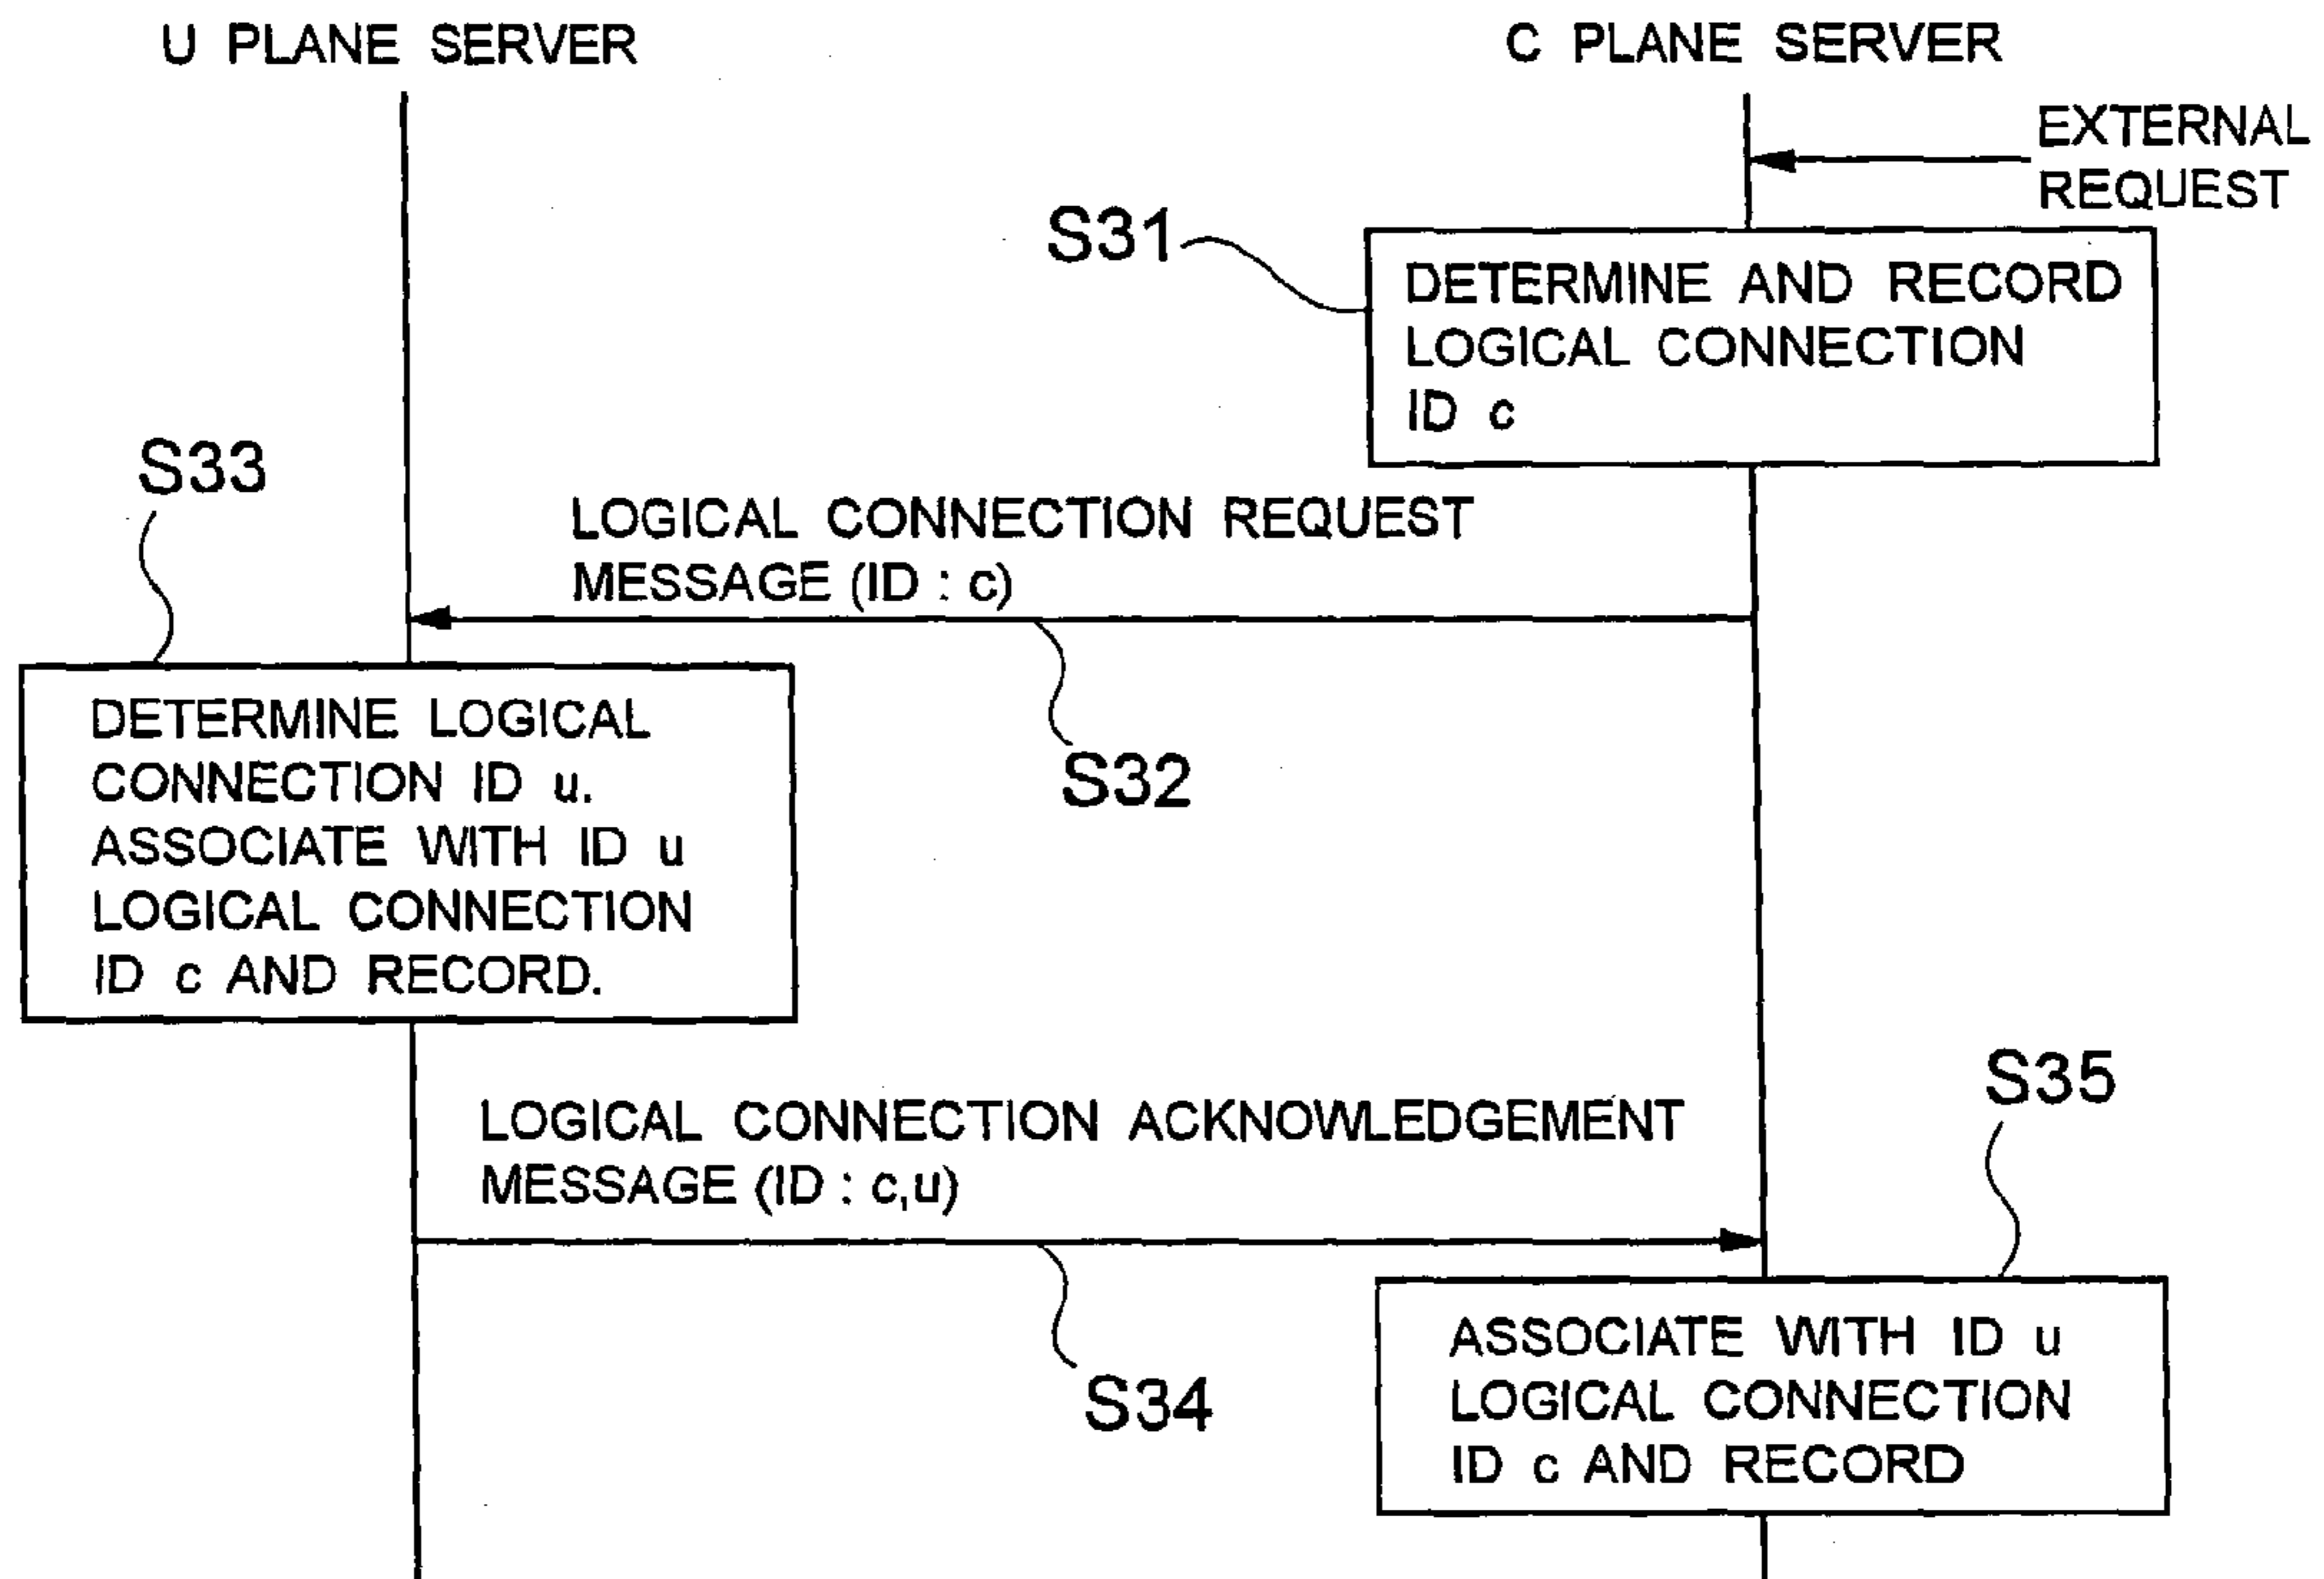 U PLANE SERVER
C PLANE SERVER
EXTERNAL
REQUEST
S31
DETERMINE AND RECORD
LOGICAL CONNECTION
ID c
S33
LOGICAL CONNECTION REQUEST
MESSAGE (ID : c)
S32
DETERMINE LOGICAL
CONNECTION ID u.
ASSOCIATE WITH ID u
LOGICAL CONNECTION
ID c AND RECORD.
LOGICAL CONNECTION ACKNOWLEDGEMENT
MESSAGE (ID : c,u)
S34
S35
ASSOCIATE WITH ID u
LOGICAL CONNECTION
ID c AND RECORD